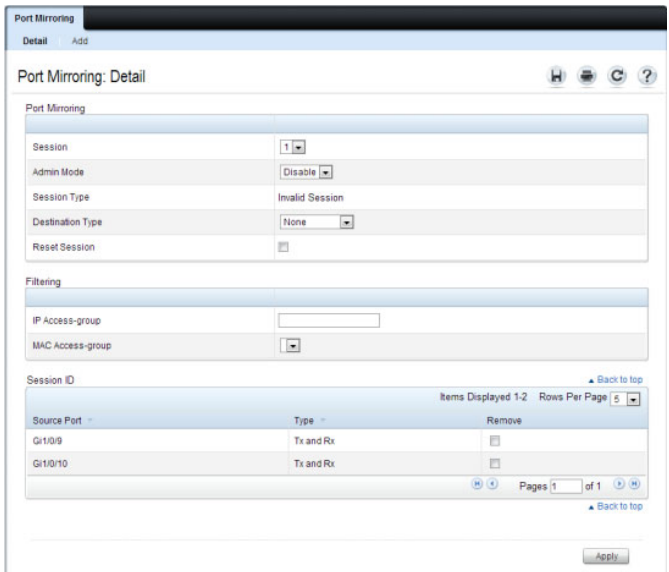 Port Mirroring
Detail Add
Port Mirroring: Detail
?
Port Mirroring
Session 1
Admin Mode Disable
Session Type Invalid Session
Destination Type None
Reset Session
Filtering
IP Access-group
MAC Access-group
Session ID Back to top
Items Displayed 1-2 Rows Per Page 5
Source Port Type Remove
Gi1/0/9 Tx and Rx
Gi1/0/10 Tx and Rx
Pages 1 of 1
Back to top
Apply